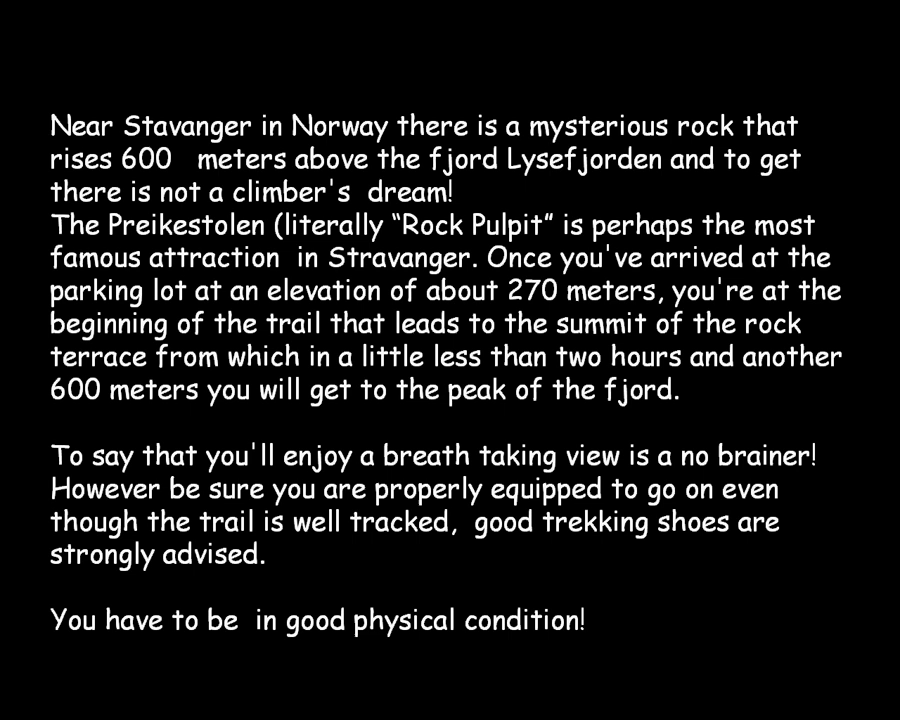 Near Stavanger in Norway there is a mysterious rock that
rises 600   meters above the fjord Lysefjorden and to get
there is not a climber's  dream!
The Preikestolen (literally “Rock Pulpit” is perhaps the most
famous attraction  in Stravanger. Once you've arrived at the
parking lot at an elevation of about 270 meters, you're at the
beginning of the trail that leads to the summit of the rock
terrace from which in a little less than two hours and another
600 meters you will get to the peak of the fjord.

To say that you'll enjoy a breath taking view is a no brainer!
However be sure you are properly equipped to go on even
though the trail is well tracked,  good trekking shoes are
strongly advised.

You have to be  in good physical condition!